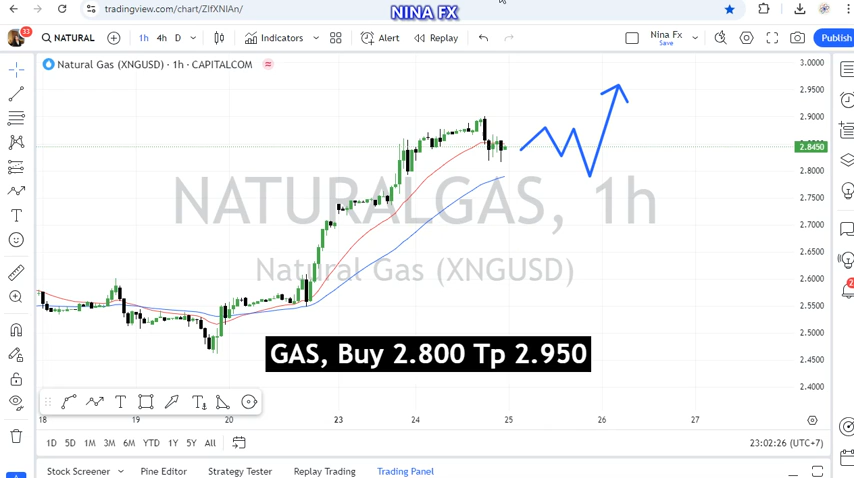 NINA FX
tradingview.com/chart/ZIfXNIAn/
33
NATURAL
1h 4h D
Indicators
Alert
Replay
Nina Fx
Save
Publish
Natural Gas (XNGUSD) · 1h · CAPITALCOM
3.0000
2.9500
2.9000
2.8450
2.8000
2.7500
2.7000
2.6500
2.6000
2.5500
2.5000
2.4500
2.4000
NATURALGAS, 1h
Natural Gas (XNGUSD)
GAS, Buy 2.800 Tp 2.950
18 19 20 23 24 25 26 27
1D 5D 1M 3M 6M YTD 1Y 5Y All
23:02:26 (UTC+7)
Stock Screener Pine Editor Strategy Tester Replay Trading Trading Panel